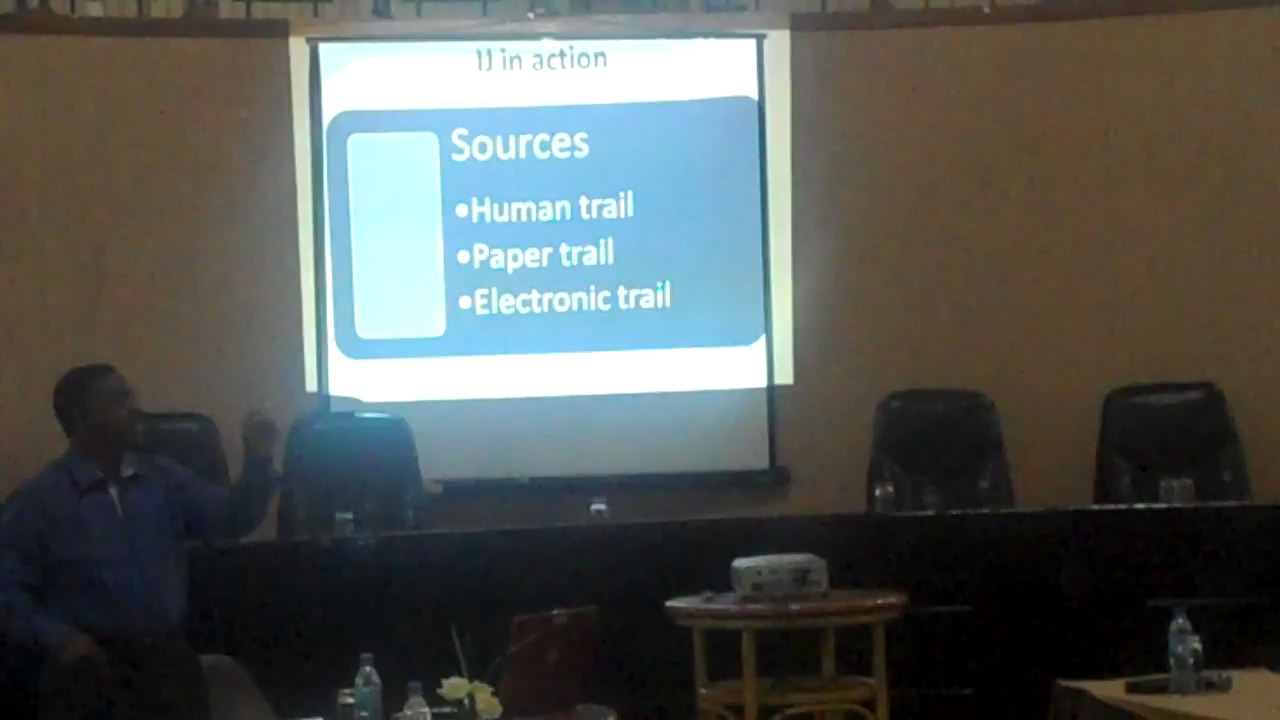 IJ in action
Sources
•Human trail
•Paper trail
•Electronic trail